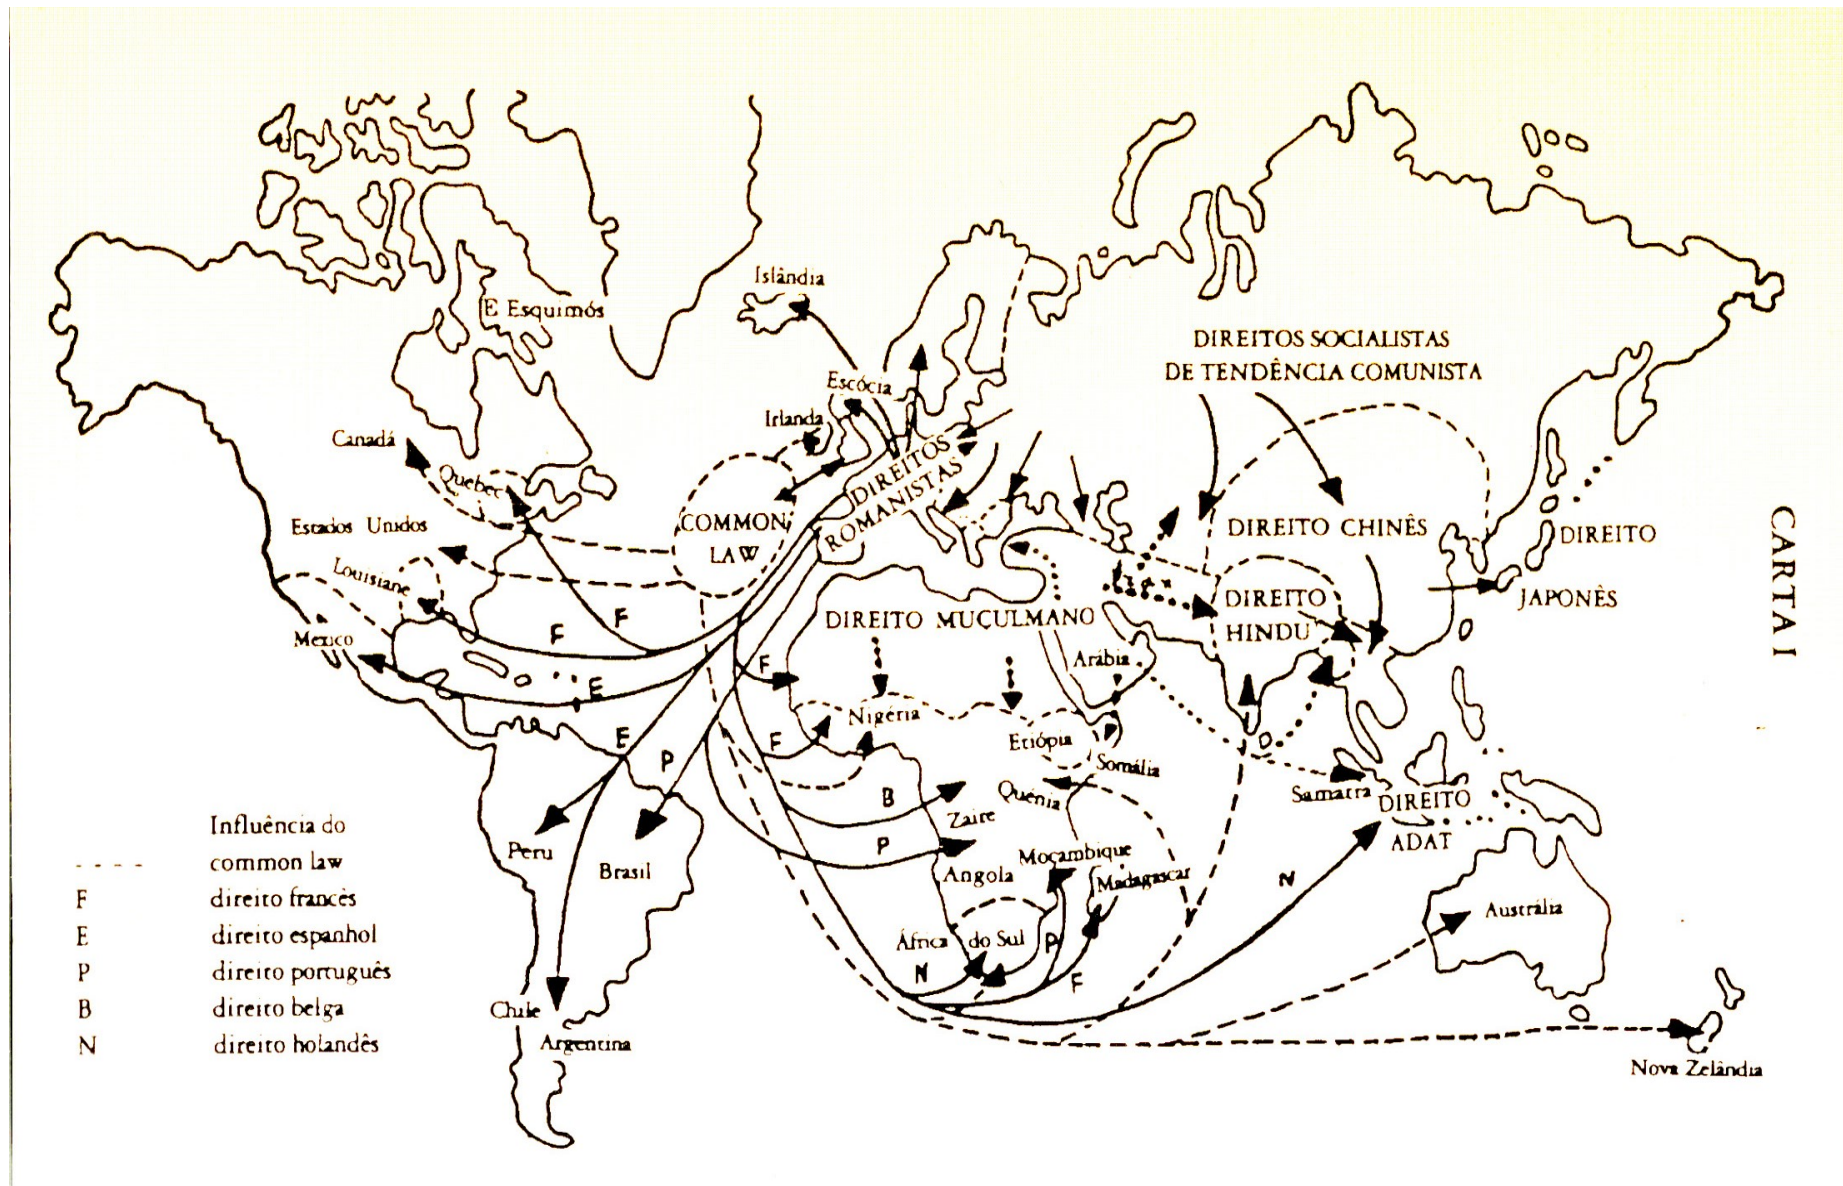 Islândia
E Esquimós
DIREITOS SOCIALISTAS
DE TENDÊNCIA COMUNISTA
Escócia
Irlanda
Canadá
Quebec
DIREITOS
ROMANISTAS
Estados Unidos
COMMON
LAW
DIREITO CHINÊS
DIREITO
JAPONÊS
CARTA I
Louisiane
DIREITO
HINDU
F
F
DIREITO MUÇULMANO
Mexico
Arábia
F
E
Nigéria
E
F
Etiópia
Somália
P
Quénia
Samatra
DIREITO
ADAT
B
Zaire
Influência do
- - - - common law
F direito francês
E direito espanhol
P direito português
B direito belga
N direito holandês
Peru
Brasil
P
Angola
Moçambique
Madagascar
N
Austrália
África do Sul
P
N
F
Chile
Argentina
Nova Zelândia